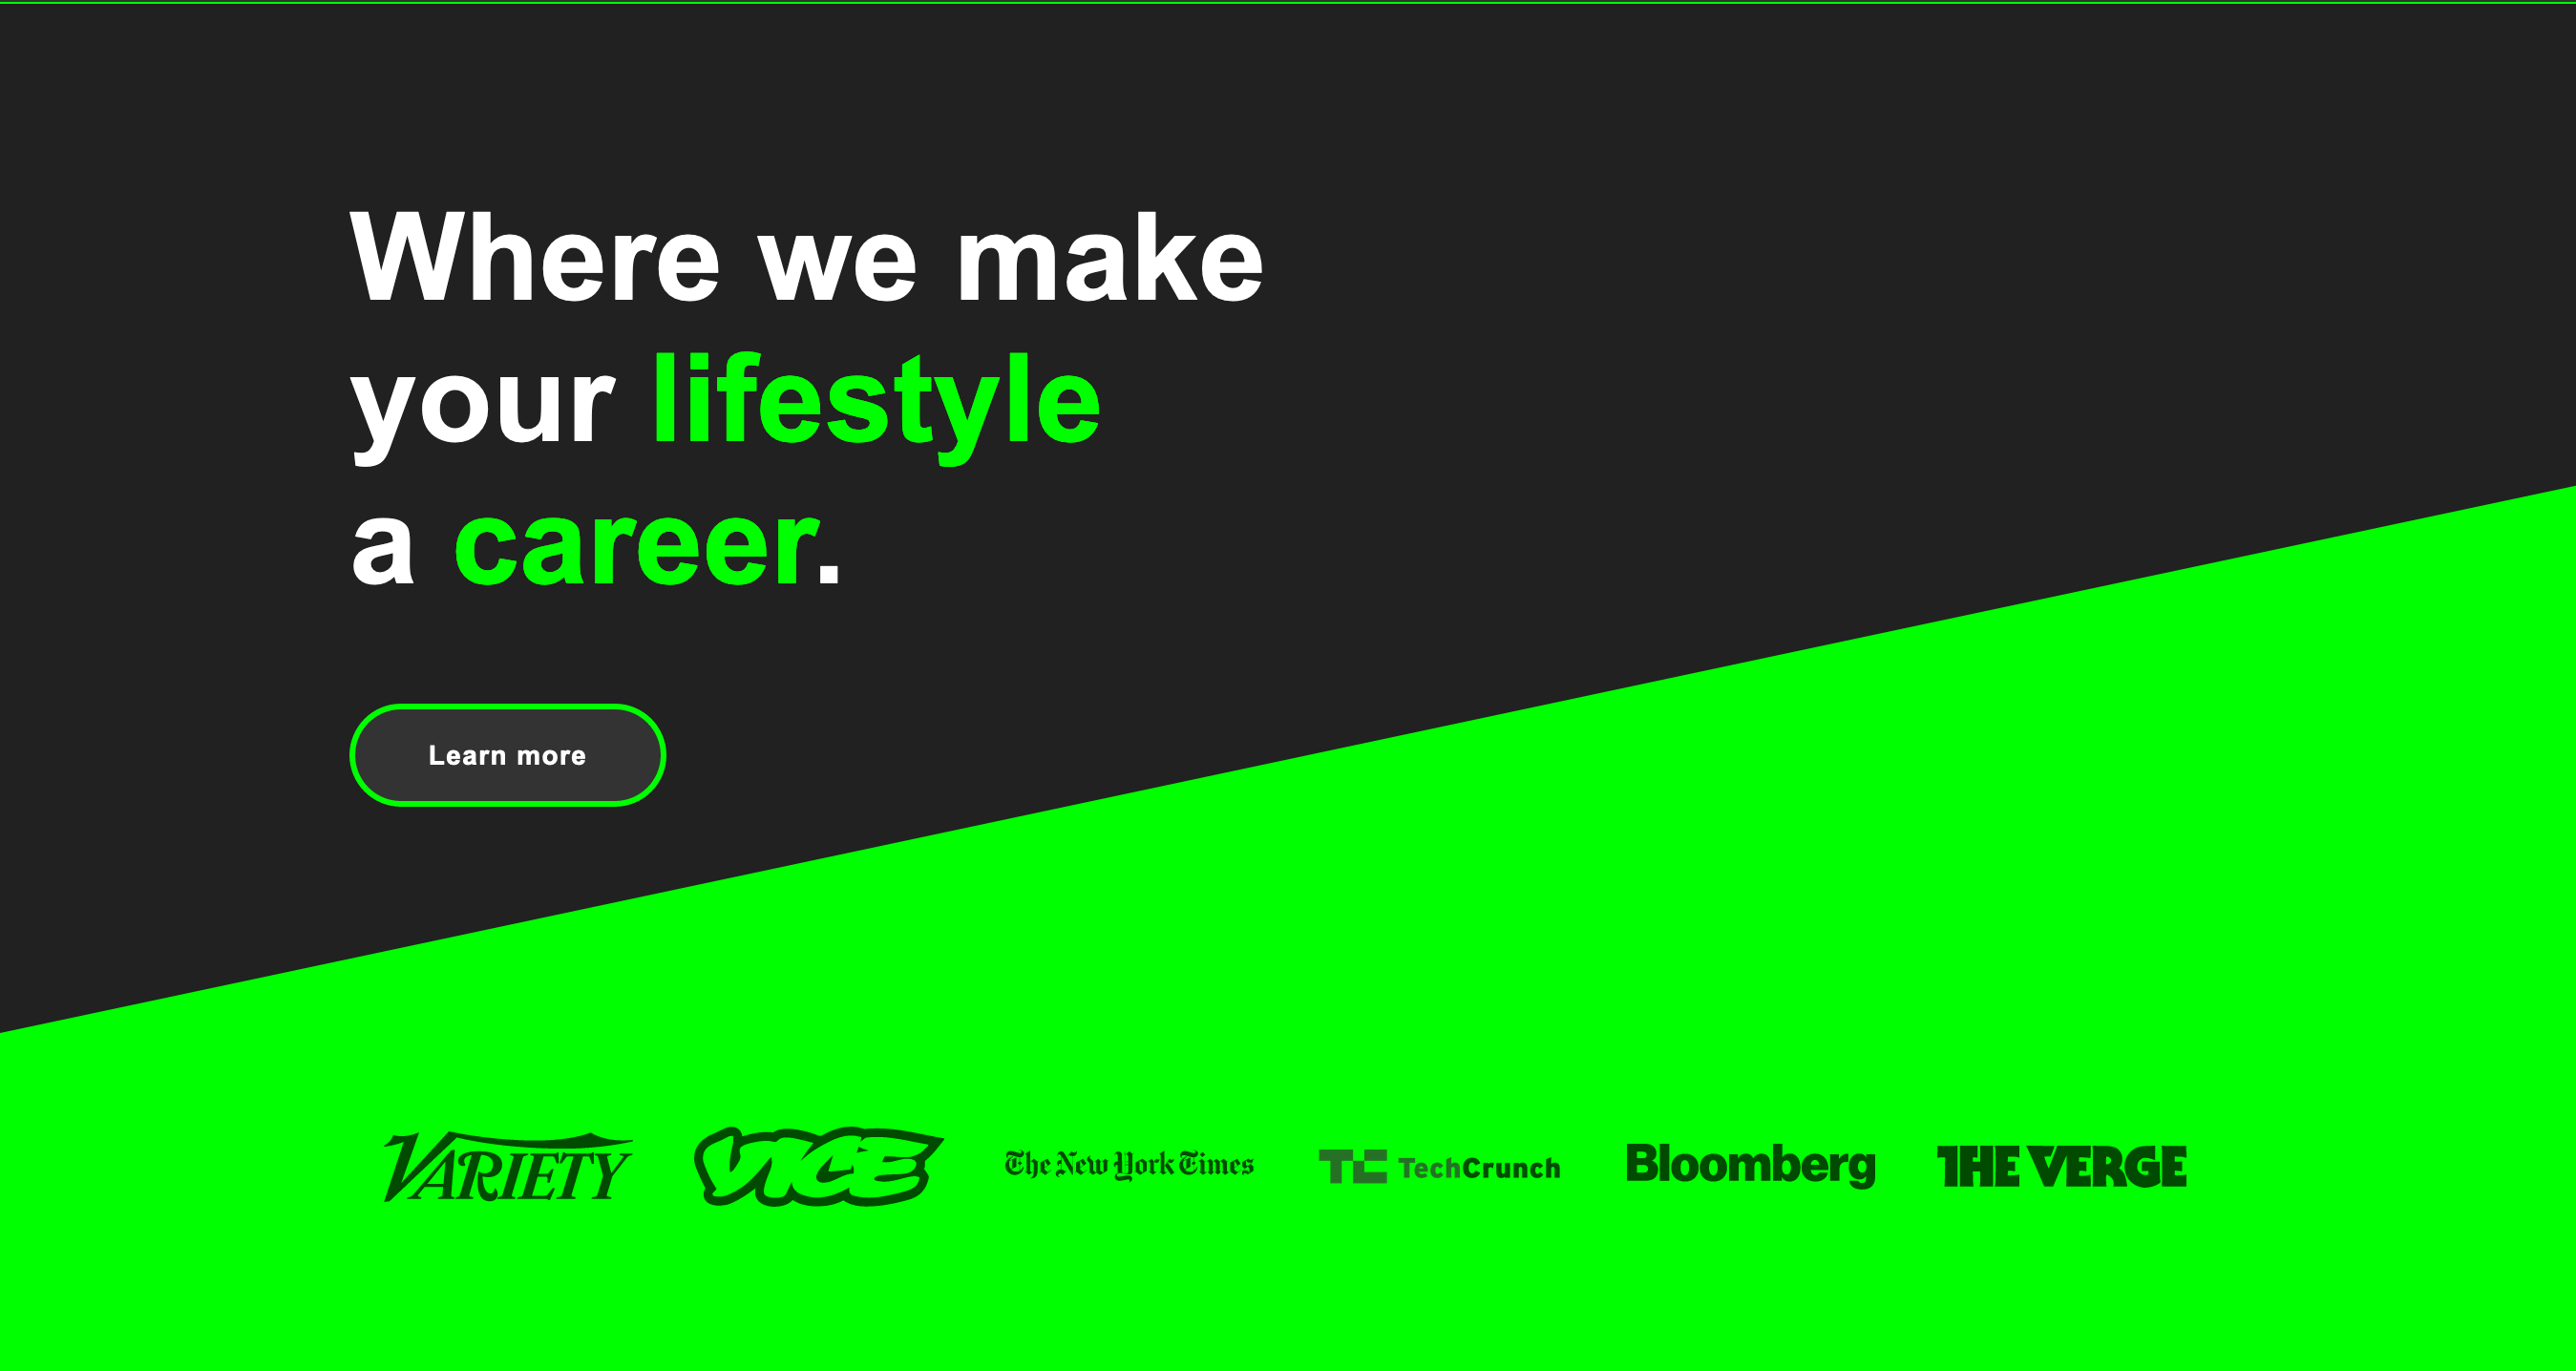 Where we make
your lifestyle
a career.
Learn more
VARIETY VICE The New York Times TC TechCrunch Bloomberg THE VERGE